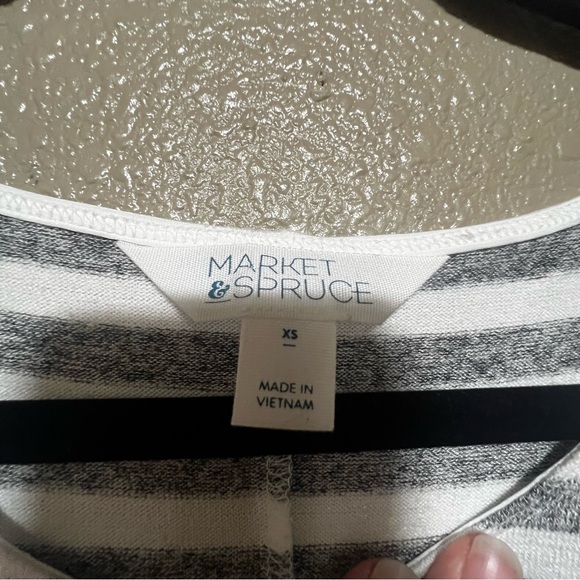 MARKET
&SPRUCE
XS
MADE IN
VIETNAM